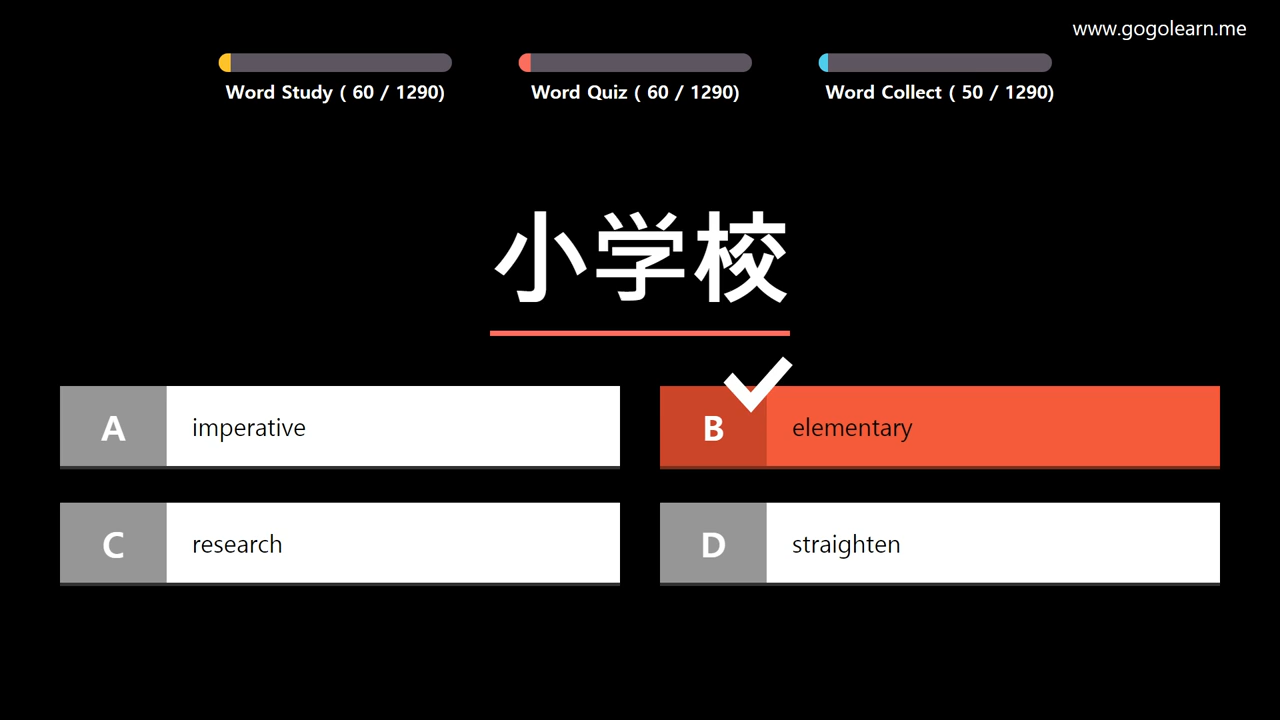 www.gogolearn.me
Word Study ( 60 / 1290)
Word Quiz ( 60 / 1290)
Word Collect ( 50 / 1290)
小学校
A imperative
B elementary
C research
D straighten